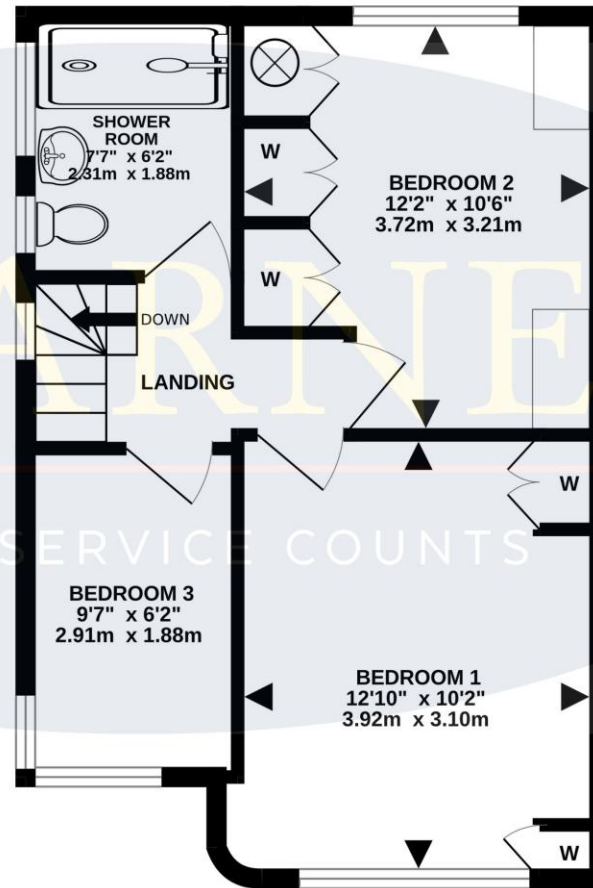 SHOWER
ROOM
7'7" x 6'2"
2.31m x 1.88m
W
BEDROOM 2
12'2" x 10'6"
3.72m x 3.21m
W
DOWN
LANDING
ARNE
W
SERVICE COUNTS
BEDROOM 3
9'7" x 6'2"
2.91m x 1.88m
BEDROOM 1
12'10" x 10'2"
3.92m x 3.10m
W